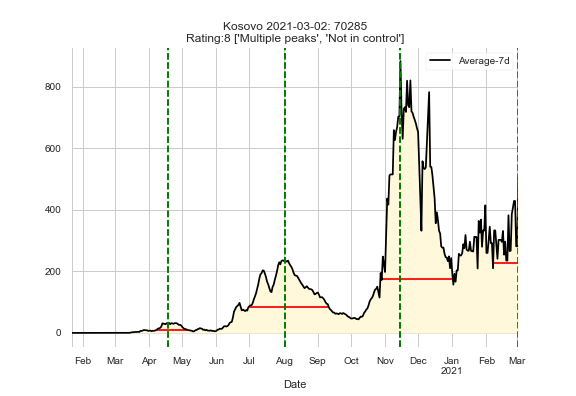 Kosovo 2021-03-02: 70285
Rating:8 ['Multiple peaks', 'Not in control']
Average-7d
800
600
400
200
0
Feb Mar Apr May Jun Jul Aug Sep Oct Nov Dec Jan Feb Mar
2021
Date